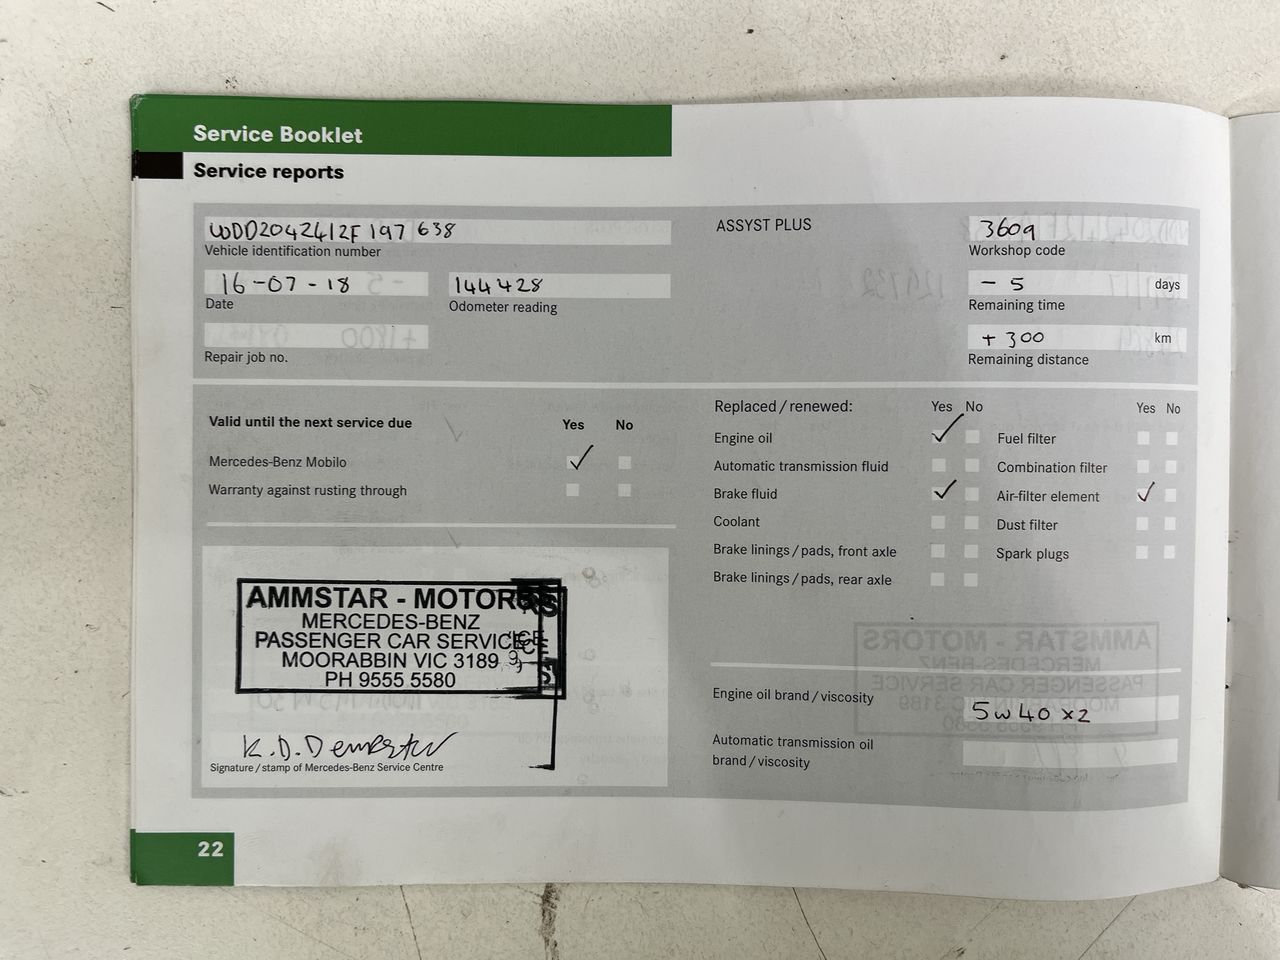 Service Booklet
Service reports
WDD2042412F197638
Vehicle identification number
16-07-18
Date
144428
Odometer reading
Repair job no.
ASSYST PLUS
3609
Workshop code
- 5 days
Remaining time
+ 300 km
Remaining distance
Valid until the next service due Yes No
Mercedes-Benz Mobilo
Warranty against rusting through
Replaced / renewed: Yes No
Engine oil
Automatic transmission fluid
Brake fluid
Coolant
Brake linings / pads, front axle
Brake linings / pads, rear axle
Yes No
Fuel filter
Combination filter
Air-filter element
Dust filter
Spark plugs
AMMSTAR - MOTORS
MERCEDES-BENZ
PASSENGER CAR SERVICE
MOORABBIN VIC 3189
PH 9555 5580
K.D.Dempster
Signature / stamp of Mercedes-Benz Service Centre
Engine oil brand / viscosity
5w40 x2
Automatic transmission oil
brand / viscosity
22